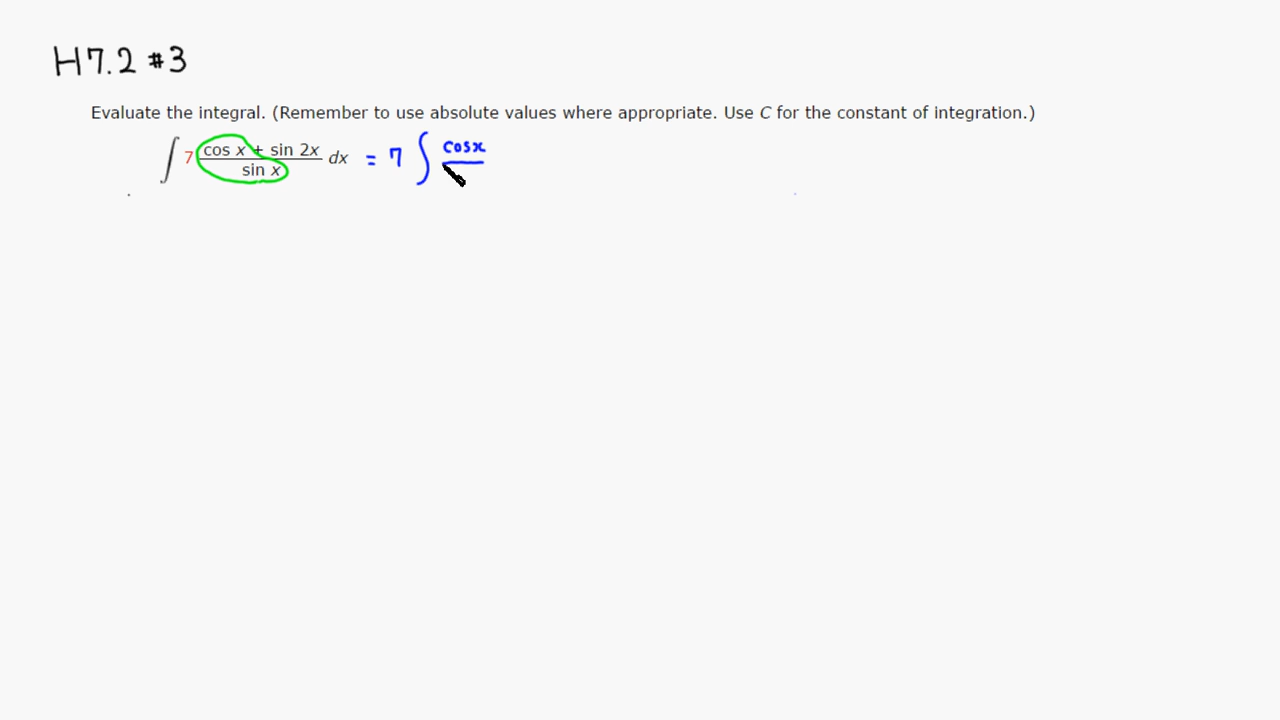 H7.2 #3
Evaluate the integral. (Remember to use absolute values where appropriate. Use C for the constant of integration.)
∫ 7 (cos x + sin 2x)/(sin x) dx = 7 ∫ cosx/